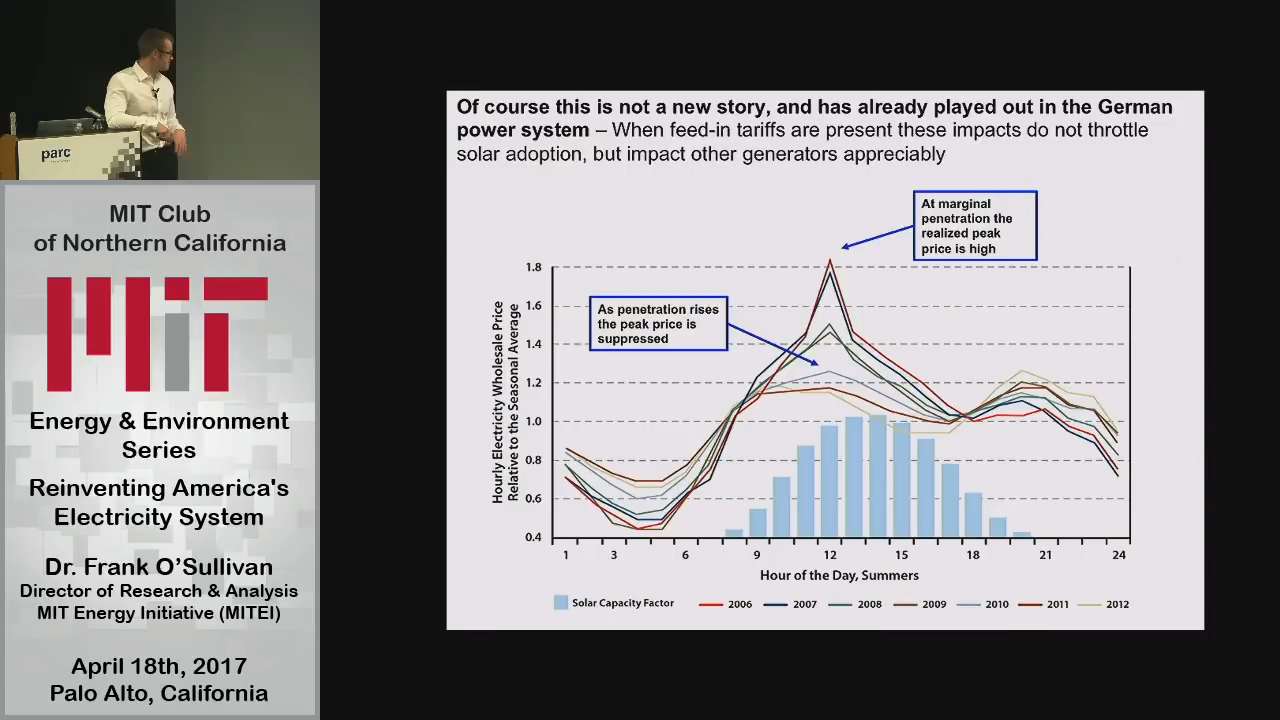 parc
MIT Club
of Northern California
MIT
Energy & Environment
Series
Reinventing America's
Electricity System
Dr. Frank O'Sullivan
Director of Research & Analysis
MIT Energy Initiative (MITEI)
April 18th, 2017
Palo Alto, California
Of course this is not a new story, and has already played out in the German
power system – When feed-in tariffs are present these impacts do not throttle
solar adoption, but impact other generators appreciably
At marginal
penetration the
realized peak
price is high
As penetration rises
the peak price is
suppressed
Hourly Electricity Wholesale Price
Relative to the Seasonal Average
1.8
1.6
1.4
1.2
1.0
0.8
0.6
0.4
1 3 6 9 12 15 18 21 24
Hour of the Day, Summers
Solar Capacity Factor 2006 2007 2008 2009 2010 2011 2012